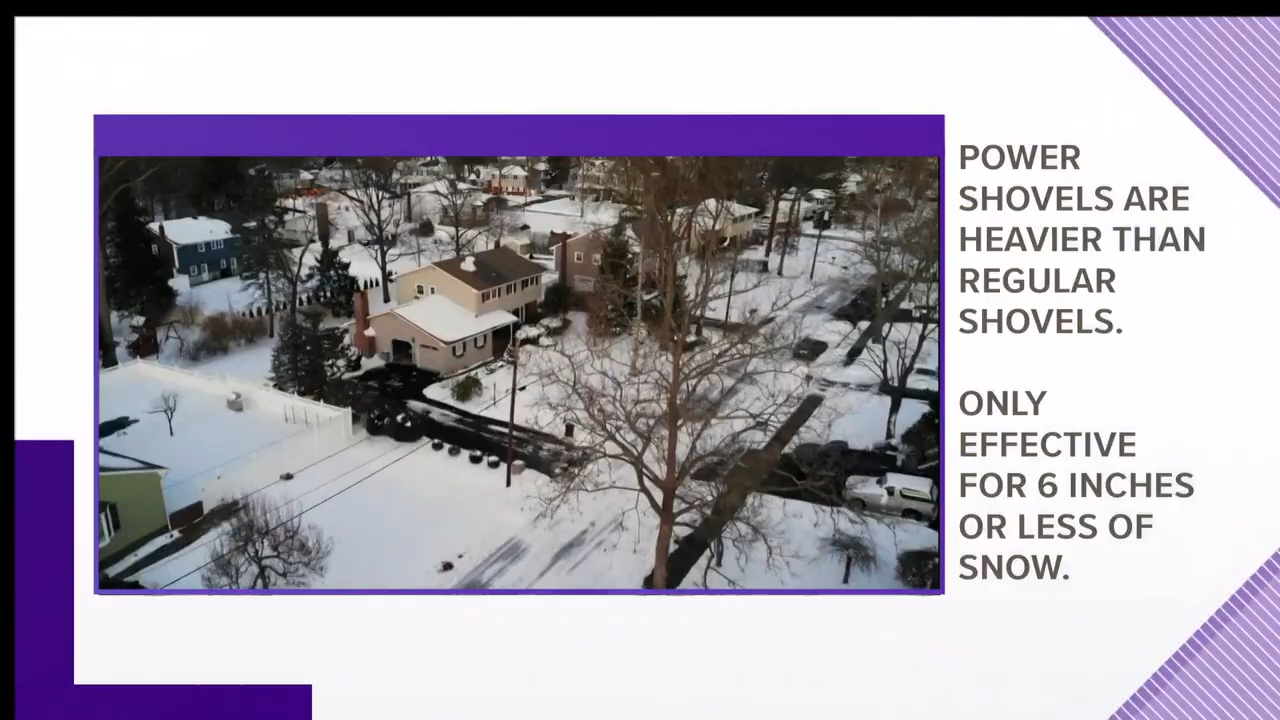 POWER
SHOVELS ARE
HEAVIER THAN
REGULAR
SHOVELS.
ONLY
EFFECTIVE
FOR 6 INCHES
OR LESS OF
SNOW.